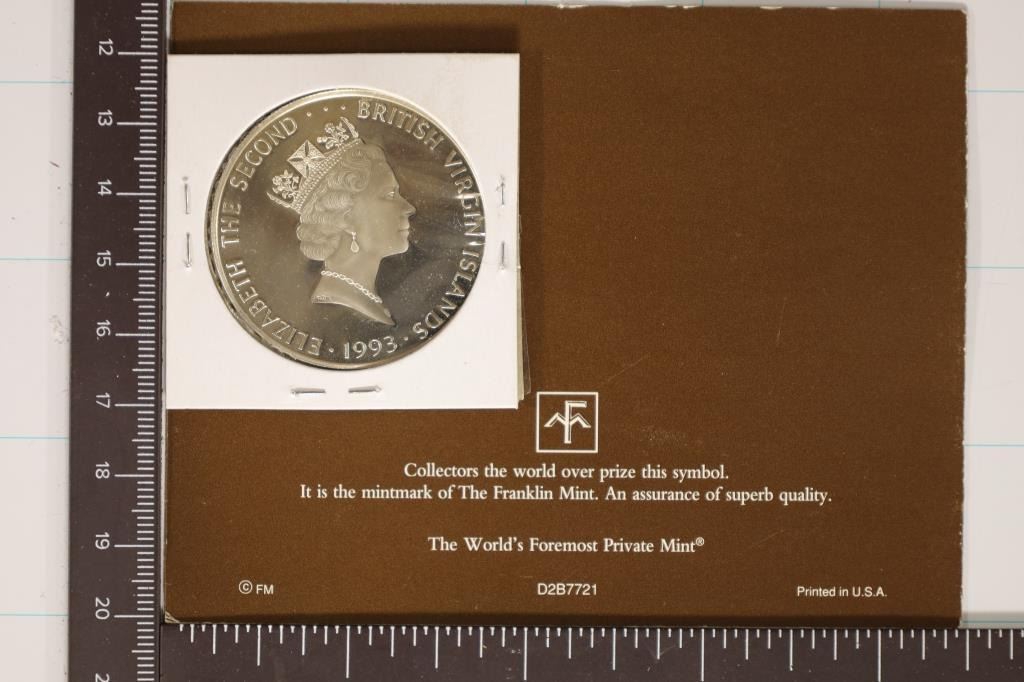 ELIZABETH THE SECOND · · · BRITISH VIRGIN ISLANDS · 1993 ·
Collectors the world over prize this symbol.
It is the mintmark of The Franklin Mint. An assurance of superb quality.
The World's Foremost Private Mint®
© FM
D2B7721
Printed in U.S.A.
12
13
14
15
16
17
18
19
20